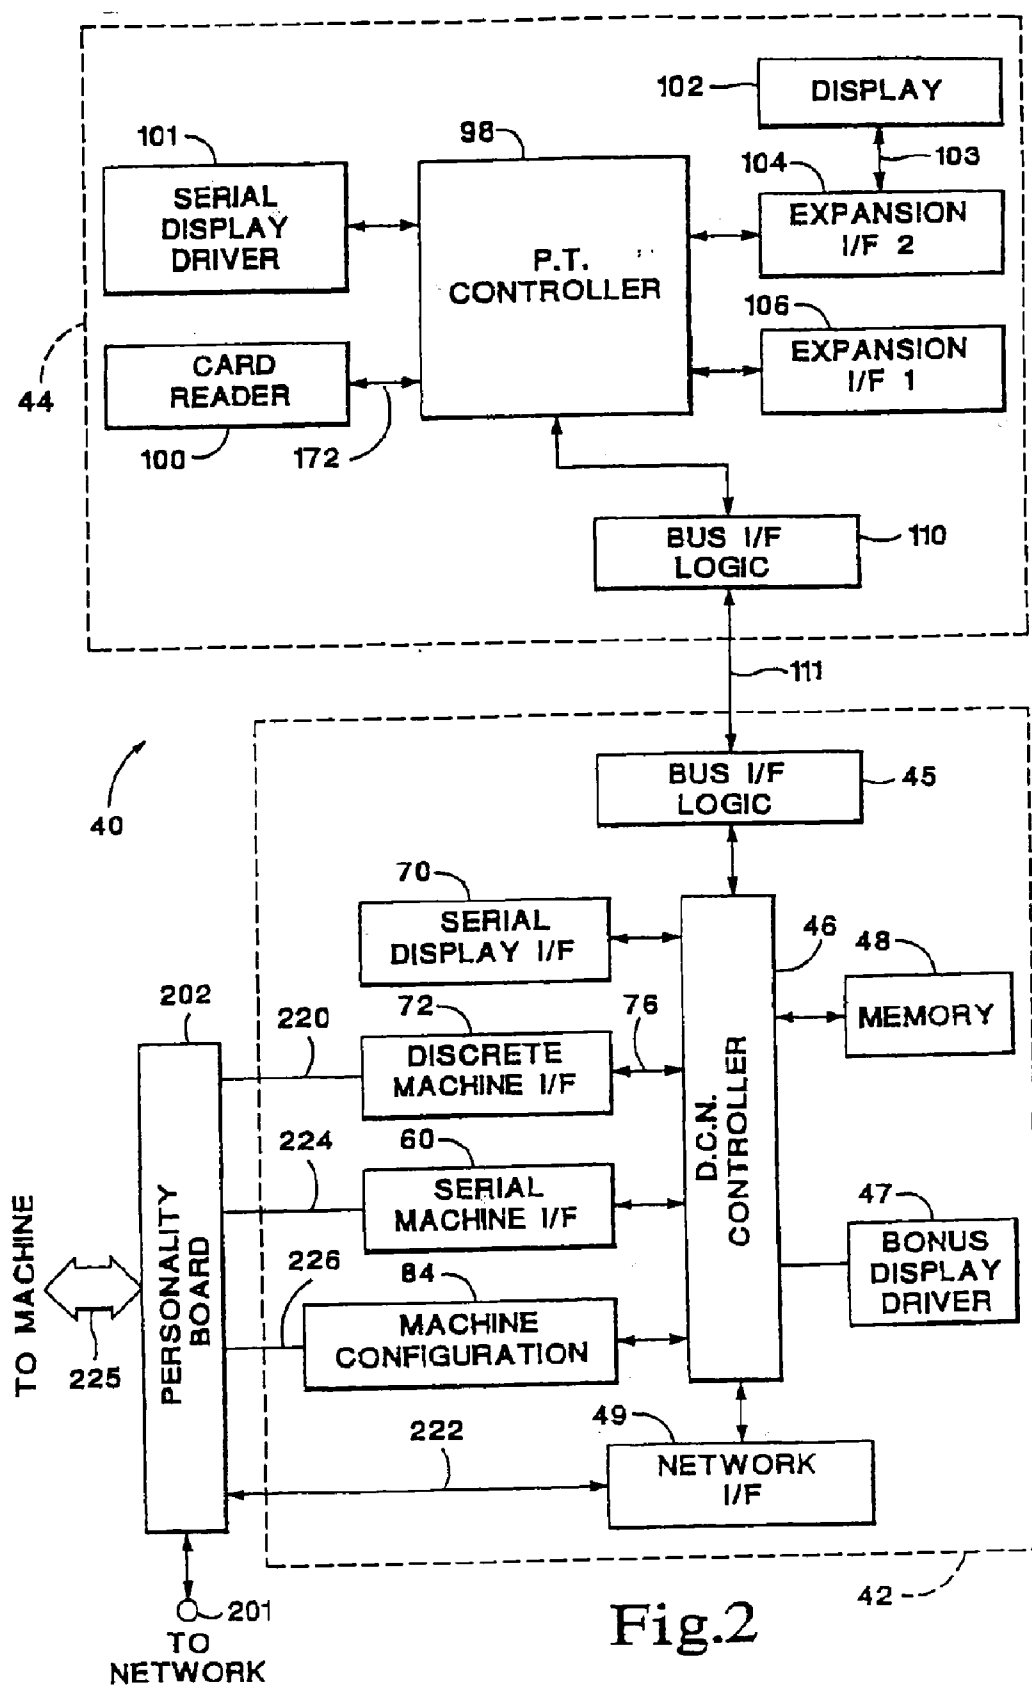 102
DISPLAY
101
98
103
104
SERIAL
DISPLAY
DRIVER
P.T.
CONTROLLER
EXPANSION
I/F 2
106
44
CARD
READER
EXPANSION
I/F 1
100
172
BUS I/F
LOGIC
110
111
40
BUS I/F
LOGIC
45
70
SERIAL
DISPLAY I/F
46
48
202
220
72
76
MEMORY
DISCRETE
MACHINE I/F
D.C.N.
CONTROLLER
224
60
SERIAL
MACHINE I/F
47
TO MACHINE
PERSONALITY
BOARD
226
84
BONUS
DISPLAY
DRIVER
225
MACHINE
CONFIGURATION
222
49
NETWORK
I/F
42
201
TO
NETWORK
Fig.2